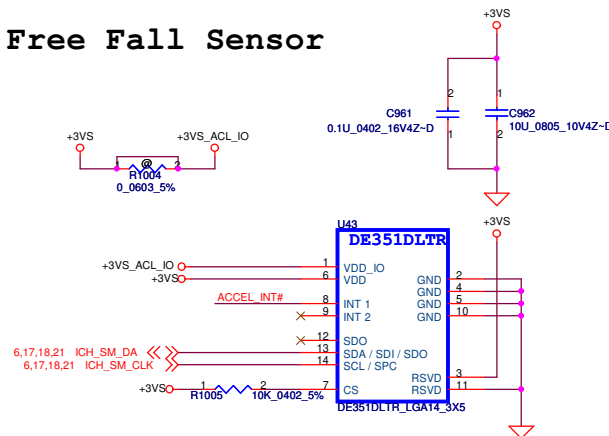 Free Fall Sensor
+3VS
2
1
C961
0.1U_0402_16V4Z~D
1
2
C962
10U_0805_10V4Z~D
+3VS
+3VS_ACL_IO
1
@
2
R1004
0_0603_5%
U43
DE351DLTR
+3VS
+3VS_ACL_IO
1
VDD_IO
+3VS
6
VDD
GND
2
GND
4
ACCEL_INT#
8
INT 1
GND
5
9
INT 2
GND
10
12
SDO
6,17,18,21 ICH_SM_DA
13
SDA / SDI / SDO
6,17,18,21 ICH_SM_CLK
14
SCL / SPC
RSVD
3
+3VS
1
2
7
CS
RSVD
11
R1005
10K_0402_5%
DE351DLTR_LGA14_3X5